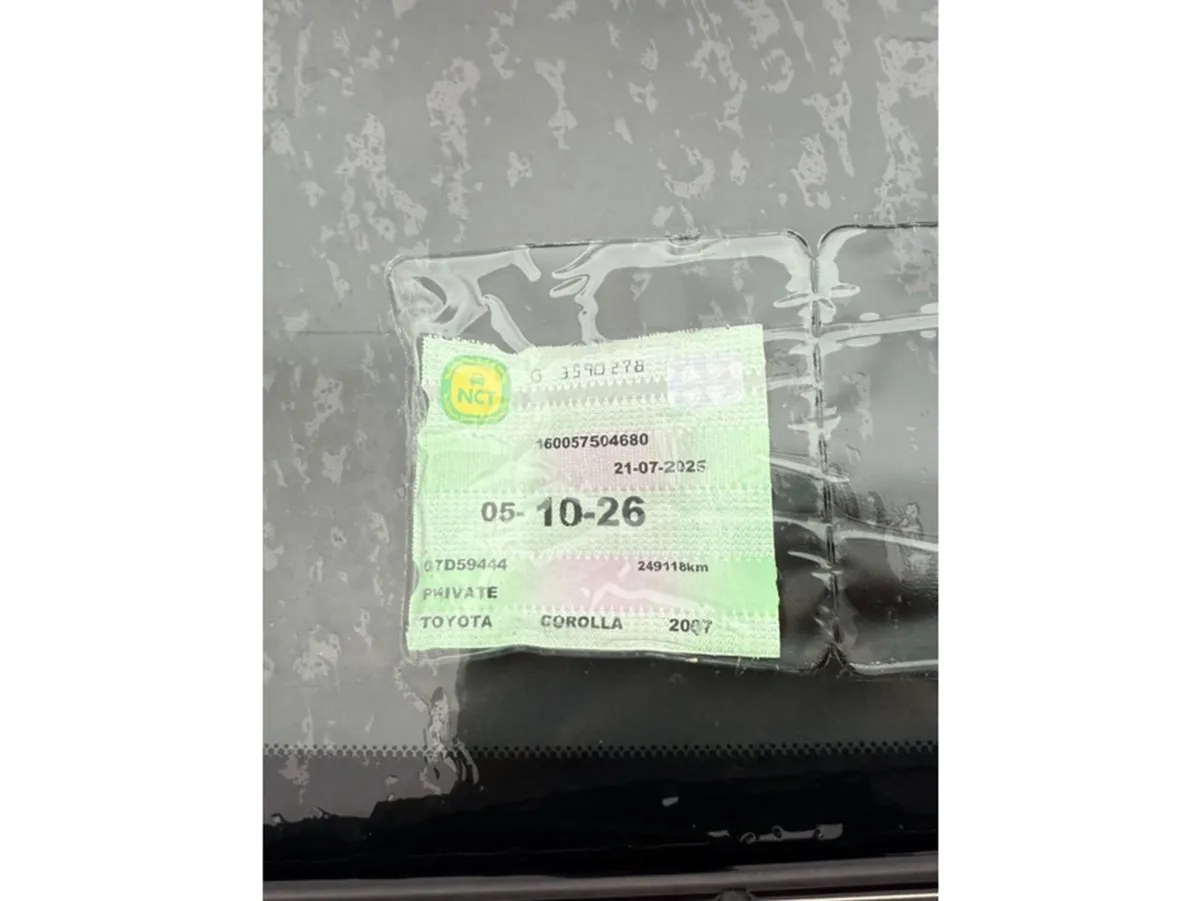 NCT
G 3590278
160057504680
21-07-2025
05- 10-26
07D59444
249118km
PRIVATE
TOYOTA COROLLA 2007